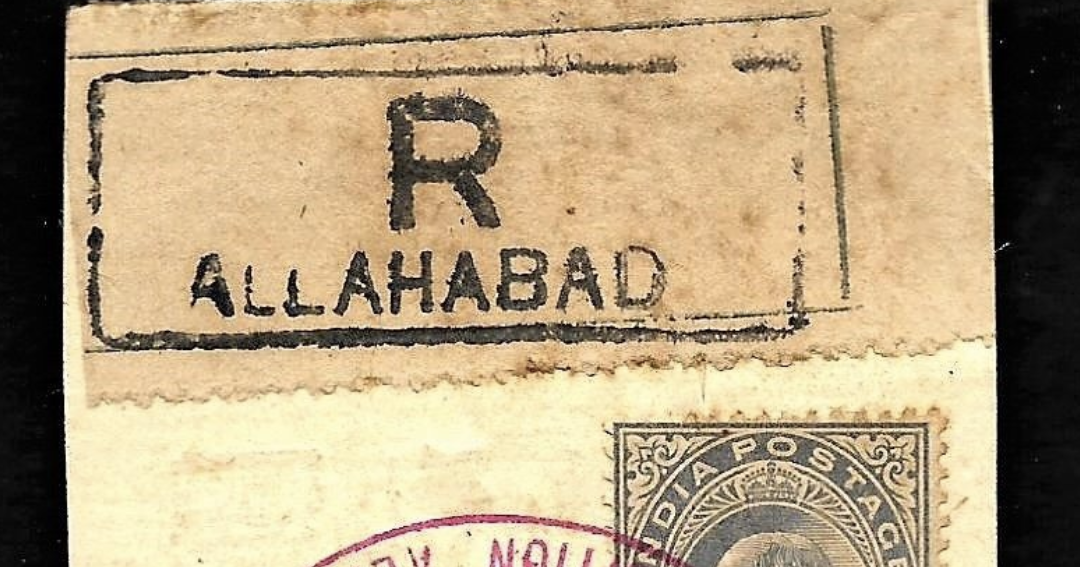 R
ALLAHABAD
INDIA POSTAGE